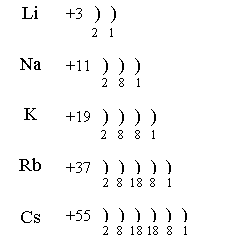 Li +3 ) )
2 1
Na +11 ) ) )
2 8 1
K +19 ) ) ) )
2 8 8 1
Rb +37 ) ) ) ) )
2 8 18 8 1
Cs +55 ) ) ) ) ) )
2 8 18 18 8 1